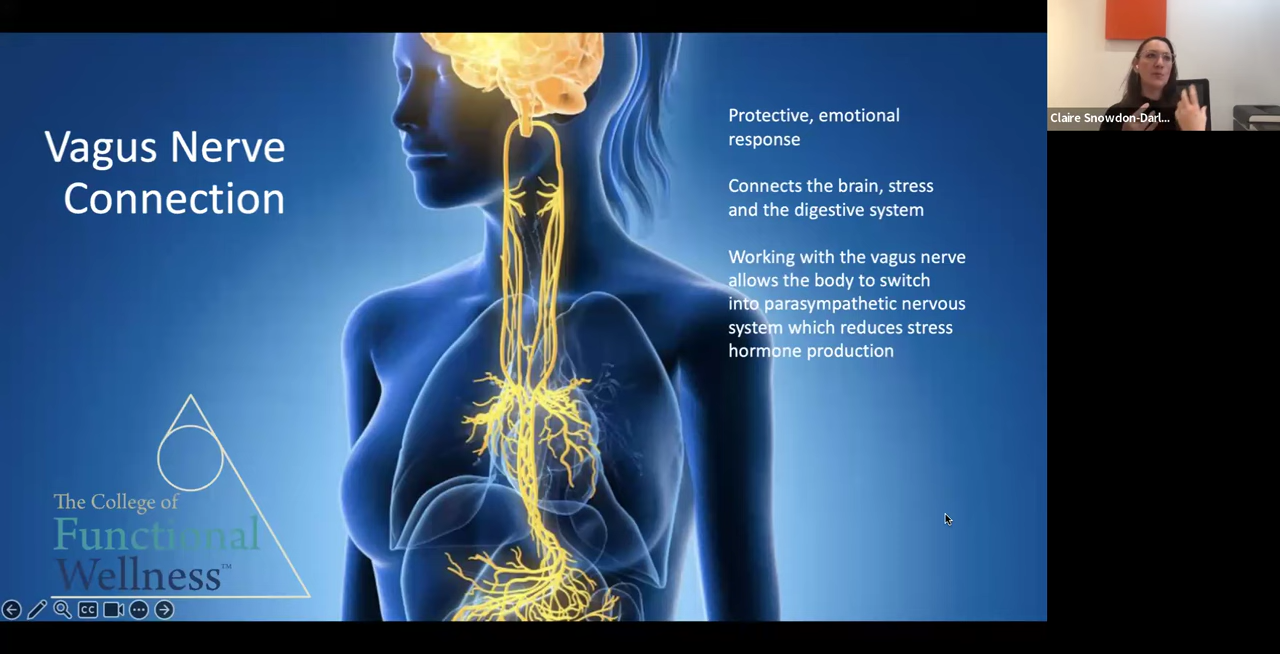 Vagus Nerve
Connection
Protective, emotional
response
Connects the brain, stress
and the digestive system
Working with the vagus nerve
allows the body to switch
into parasympathetic nervous
system which reduces stress
hormone production
The College of
Functional
Wellness™
CC
Claire Snowdon-Darl...